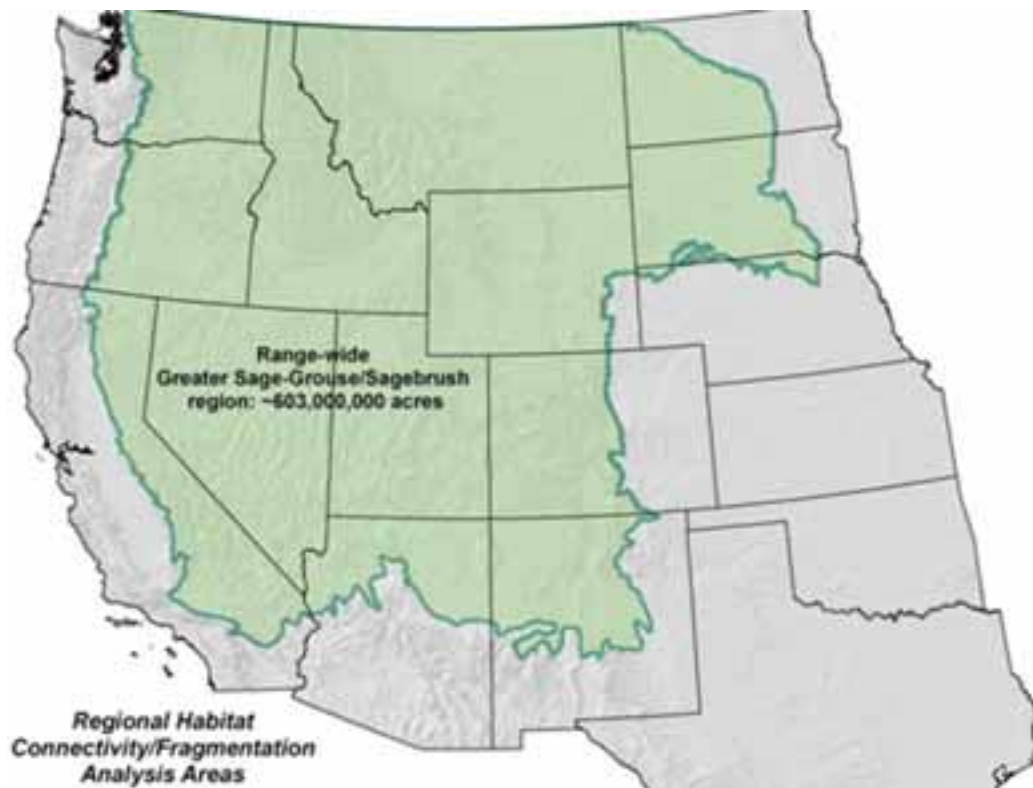 Range-wide
Greater Sage-Grouse/Sagebrush
region: ~603,000,000 acres
Regional Habitat
Connectivity/Fragmentation
Analysis Areas